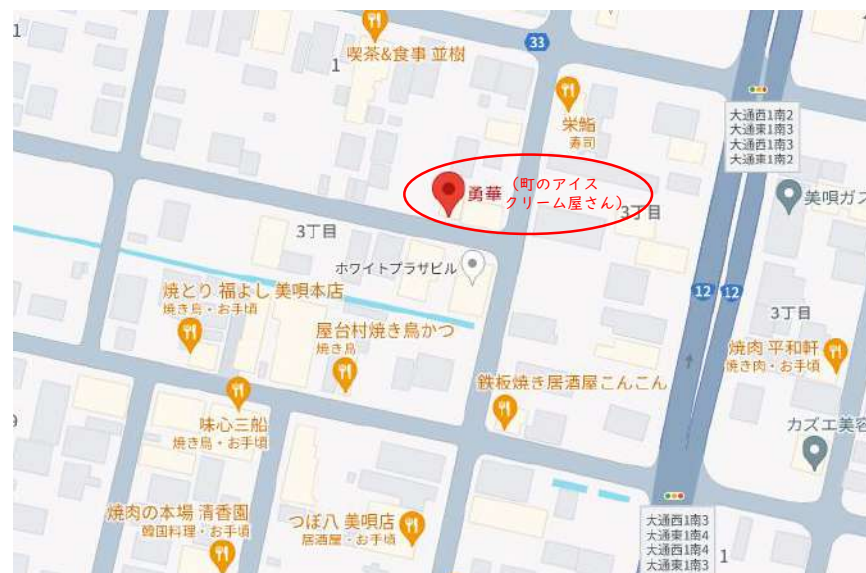 1
喫茶&食事 並樹
1
33
栄鮨
寿司
大通西1南2
大通東1南3
大通西1南3
大通東1南2
勇華
(町のアイス
クリーム屋さん)
3丁目
美唄ガス
3丁目
ホワイトプラザビル
焼とり 福よし 美唄本店
焼き鳥・お手頃
屋台村焼き鳥かつ
焼き鳥
12
12
3丁目
焼肉 平和軒
焼き肉・お手頃
鉄板焼き居酒屋こんこん
味心三船
焼き鳥・お手頃
カズエ美容
焼肉の本場 清香園
韓国料理・お手頃
つぼ八 美唄店
居酒屋・お手頃
大通西1南3
大通東1南4
大通西1南4
大通東1南3
1